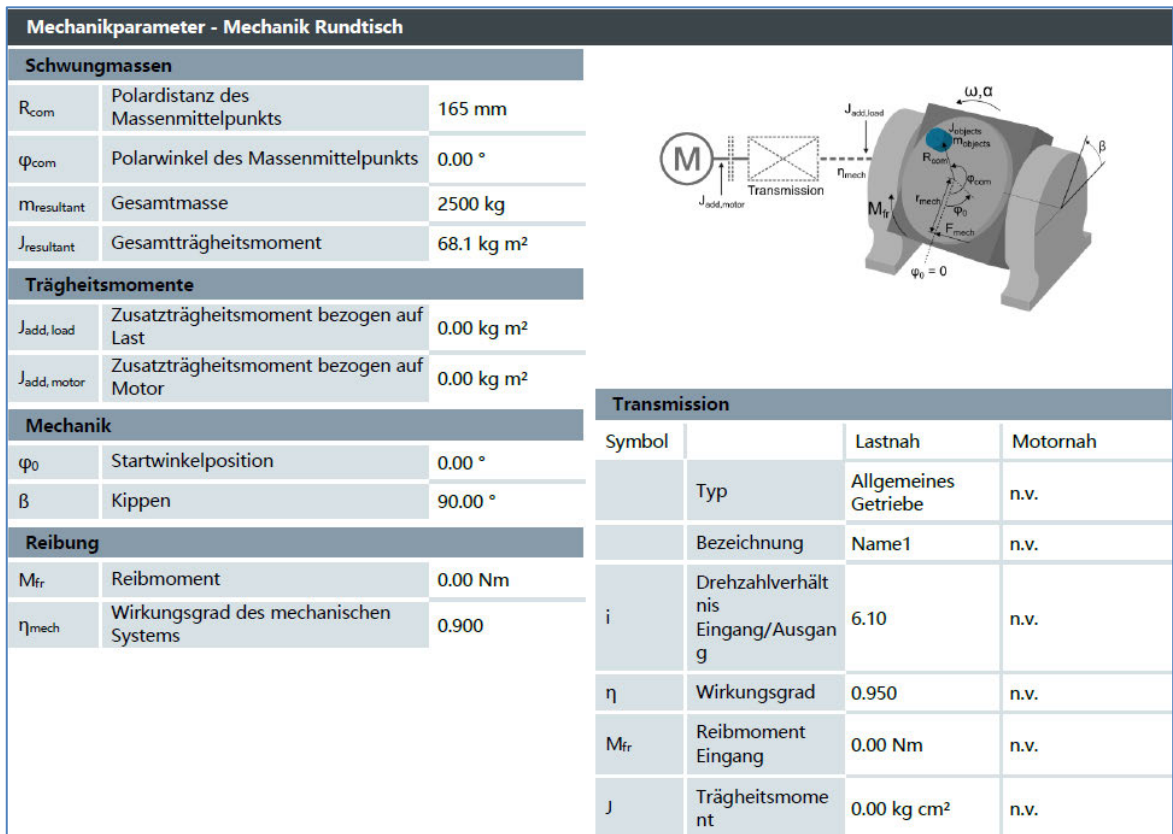 Mechanikparameter - Mechanik Rundtisch
Schwungmassen
Rcom Polardistanz des Massenmittelpunkts 165 mm
φcom Polarwinkel des Massenmittelpunkts 0.00 °
mresultant Gesamtmasse 2500 kg
Jresultant Gesamtträgheitsmoment 68.1 kg m²
Trägheitsmomente
Jadd, load Zusatzträgheitsmoment bezogen auf Last 0.00 kg m²
Jadd, motor Zusatzträgheitsmoment bezogen auf Motor 0.00 kg m²
Mechanik
φ0 Startwinkelposition 0.00 °
ß Kippen 90.00 °
Reibung
Mfr Reibmoment 0.00 Nm
ηmech Wirkungsgrad des mechanischen Systems 0.900
ω,α
Jadd,load
Jobjects
mobjects
β
M
Rcom
ηmech
φcom
Transmission
Jadd,motor
rmech
Mfr
φ0
Fmech
φ0 = 0
Transmission
Symbol Lastnah Motornah
Typ Allgemeines Getriebe n.v.
Bezeichnung Name1 n.v.
i Drehzahlverhält
nis
Eingang/Ausgan
g 6.10 n.v.
η Wirkungsgrad 0.950 n.v.
Mfr Reibmoment Eingang 0.00 Nm n.v.
J Trägheitsmome
nt 0.00 kg cm² n.v.